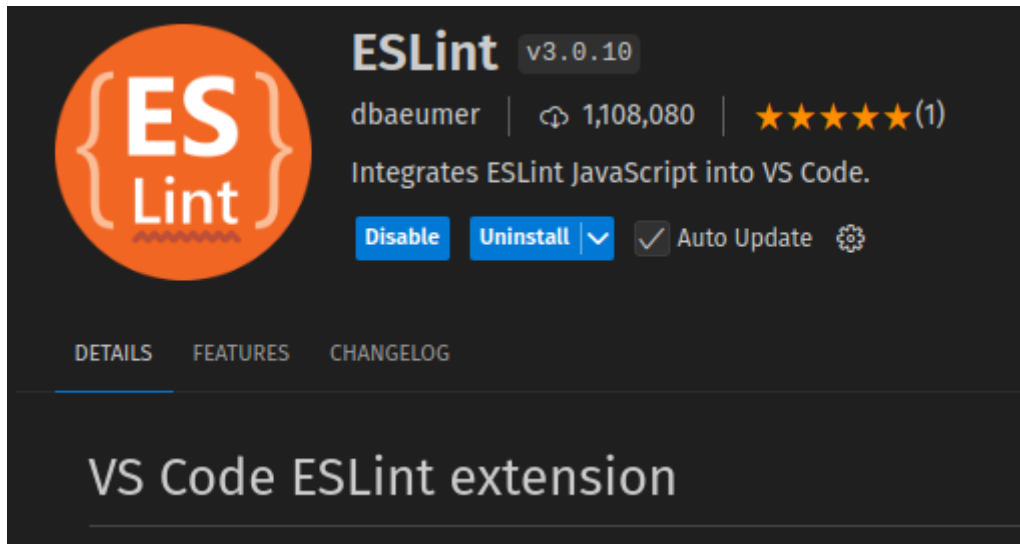 {ES
Lint}
ESLint v3.0.10
dbaeumer | 1,108,080 | ★★★★★(1)
Integrates ESLint JavaScript into VS Code.
Disable Uninstall Auto Update
DETAILS FEATURES CHANGELOG
VS Code ESLint extension